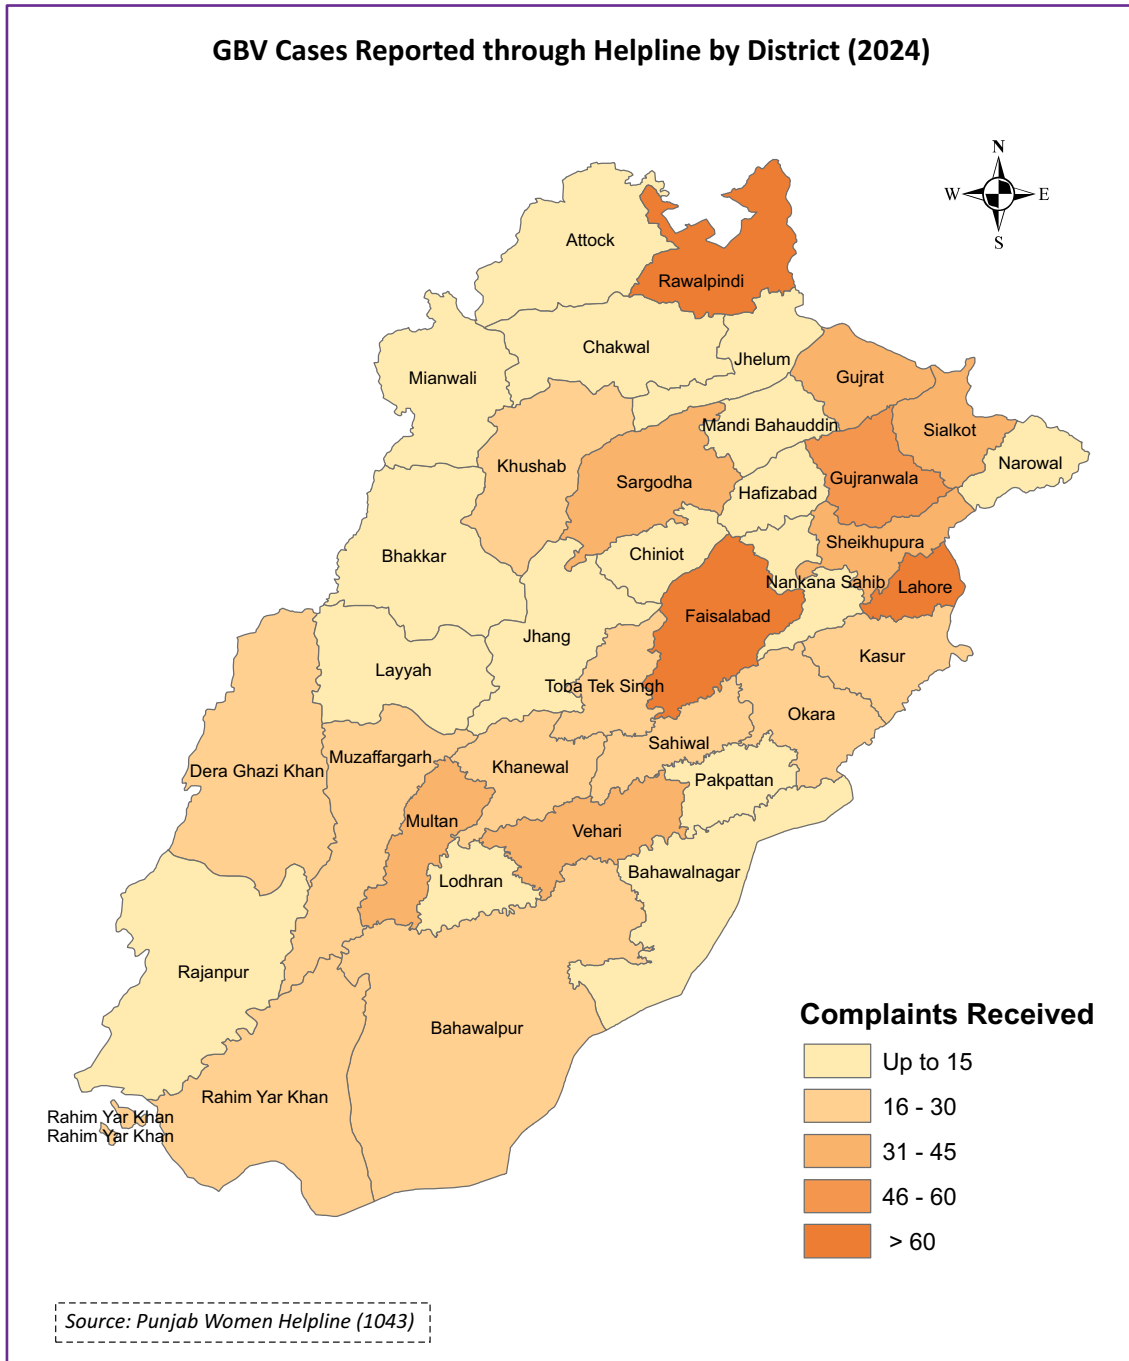 GBV Cases Reported through Helpline by District (2024)
N
W
E
S
Attock
Rawalpindi
Chakwal
Jhelum
Mianwali
Gujrat
Mandi Bahauddin
Sialkot
Khushab
Narowal
Sargodha
Gujranwala
Hafizabad
Sheikhupura
Bhakkar
Chiniot
Nankana Sahib
Lahore
Faisalabad
Jhang
Kasur
Layyah
Toba Tek Singh
Okara
Sahiwal
Muzaffargarh
Khanewal
Dera Ghazi Khan
Pakpattan
Multan
Vehari
Bahawalnagar
Lodhran
Rajanpur
Bahawalpur
Rahim Yar Khan
Rahim Yar Khan
Rahim Yar Khan
Complaints Received
Up to 15
16 - 30
31 - 45
46 - 60
> 60
Source: Punjab Women Helpline (1043)